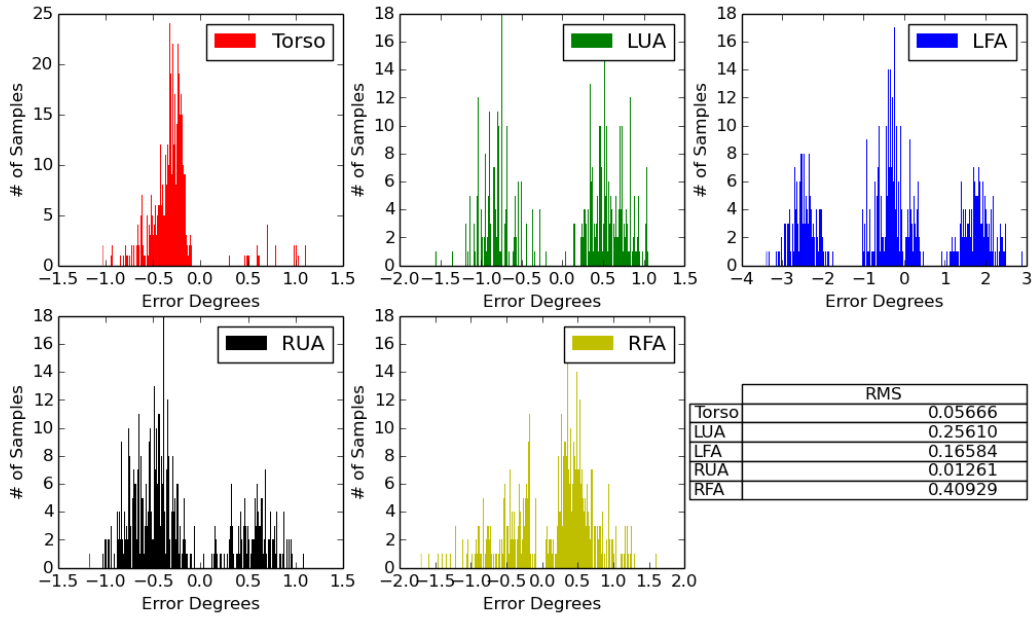 Torso
25
20
15
10
5
0
# of Samples
−1.5 −1.0 −0.5 0.0 0.5 1.0 1.5
Error Degrees
LUA
18
16
14
12
10
8
6
4
2
0
# of Samples
−2.0 −1.5 −1.0 −0.5 0.0 0.5 1.0 1.5
Error Degrees
LFA
18
16
14
12
10
8
6
4
2
0
# of Samples
−4 −3 −2 −1 0 1 2 3
Error Degrees
RUA
18
16
14
12
10
8
6
4
2
0
# of Samples
−1.5 −1.0 −0.5 0.0 0.5 1.0 1.5
Error Degrees
RFA
18
16
14
12
10
8
6
4
2
0
# of Samples
−2.0 −1.5 −1.0 −0.5 0.0 0.5 1.0 1.5 2.0
Error Degrees
RMS
Torso 0.05666
LUA 0.25610
LFA 0.16584
RUA 0.01261
RFA 0.40929